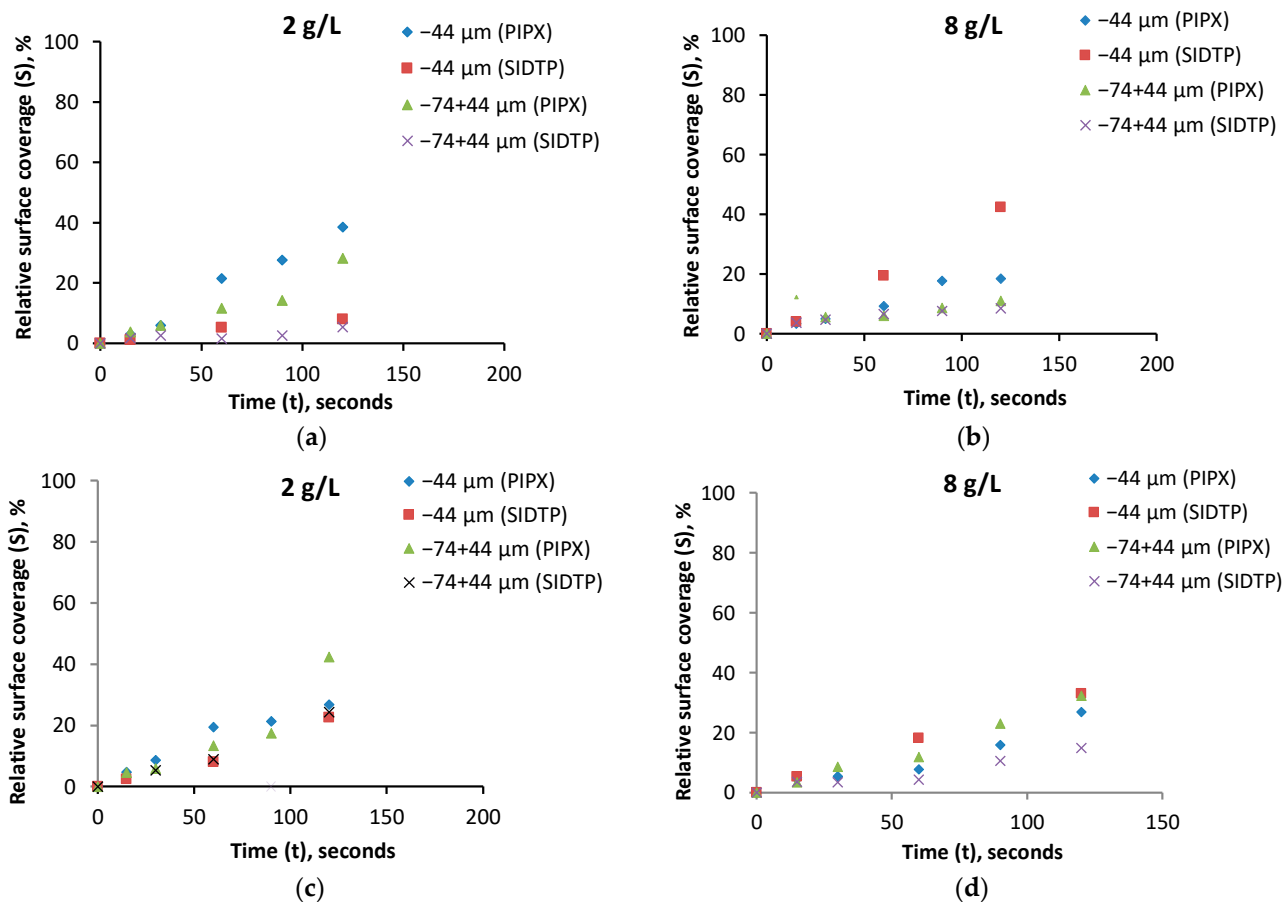 2 g/L
−44 µm (PIPX)
−44 µm (SIDTP)
−74+44 µm (PIPX)
−74+44 µm (SIDTP)
Relative surface coverage (S), %
100
80
60
40
20
0
0 50 100 150 200
Time (t), seconds
(a)
8 g/L
−44 µm (PIPX)
−44 µm (SIDTP)
−74+44 µm (PIPX)
−74+44 µm (SIDTP)
Relative surface coverage (S), %
100
80
60
40
20
0
0 50 100 150 200
Time (t), seconds
(b)
2 g/L
−44 µm (PIPX)
−44 µm (SIDTP)
−74+44 µm (PIPX)
−74+44 µm (SIDTP)
Relative surface coverage (S), %
100
80
60
40
20
0
0 50 100 150 200
Time (t), seconds
(c)
8 g/L
−44 µm (PIPX)
−44 µm (SIDTP)
−74+44 µm (PIPX)
−74+44 µm (SIDTP)
Relative surface coverage (S), %
100
80
60
40
20
0
0 50 100 150
Time (t), seconds
(d)